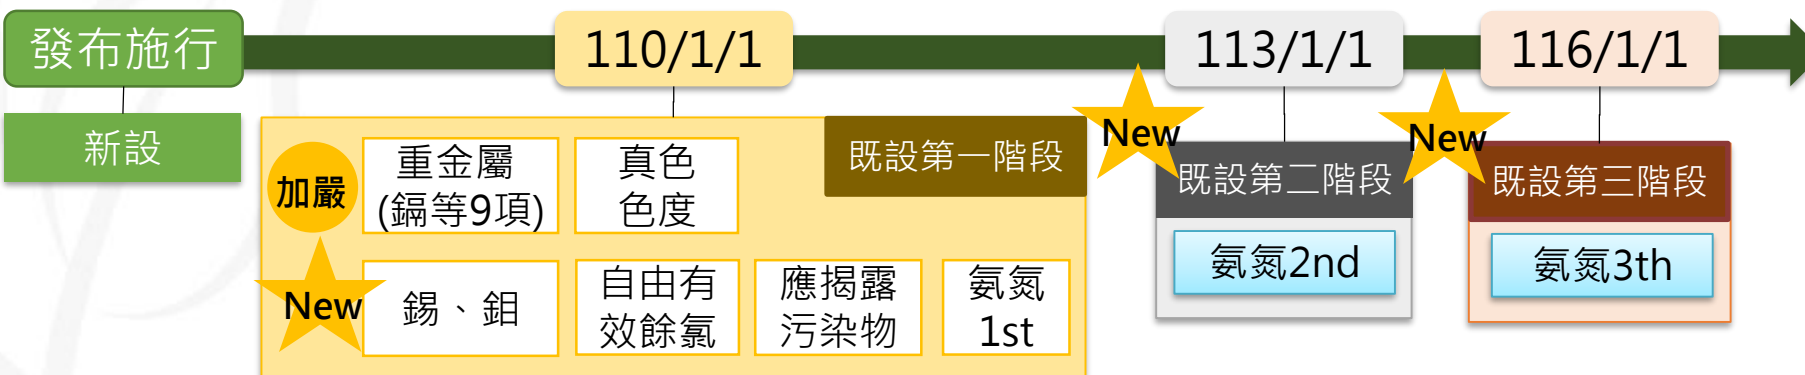 發布施行
新設
110/1/1
既設第一階段
加嚴
重金屬
(鎘等9項)
真色
色度
New
錫、鉬
自由有
效餘氯
應揭露
污染物
氨氮
1st
113/1/1
New
既設第二階段
氨氮2nd
116/1/1
New
既設第三階段
氨氮3th